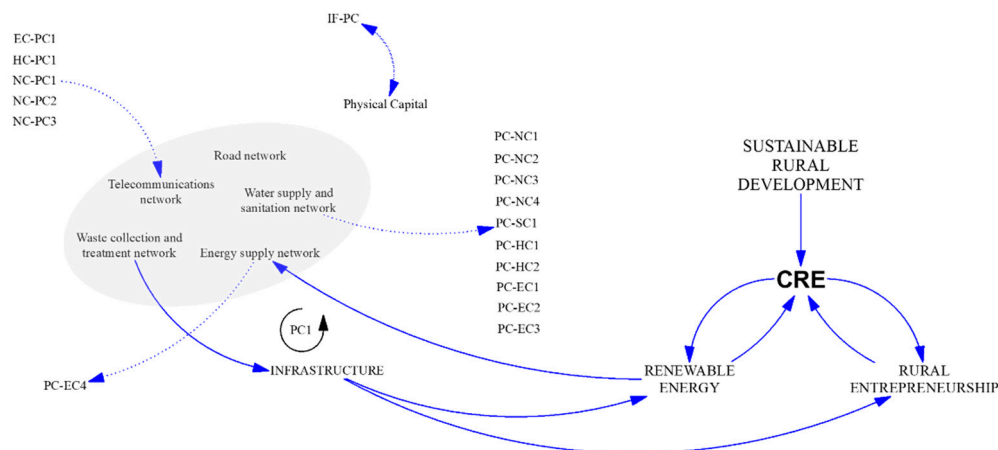 IF-PC
EC-PC1
HC-PC1
NC-PC1
NC-PC2
NC-PC3
Physical Capital
Road network
Telecommunications
network
Water supply and
sanitation network
Waste collection and
treatment network
Energy supply network
PC-NC1
PC-NC2
PC-NC3
PC-NC4
PC-SC1
PC-HC1
PC-HC2
PC-EC1
PC-EC2
PC-EC3
SUSTAINABLE
RURAL
DEVELOPMENT
CRE
PC1
PC-EC4
INFRASTRUCTURE
RENEWABLE
ENERGY
RURAL
ENTREPRENEURSHIP